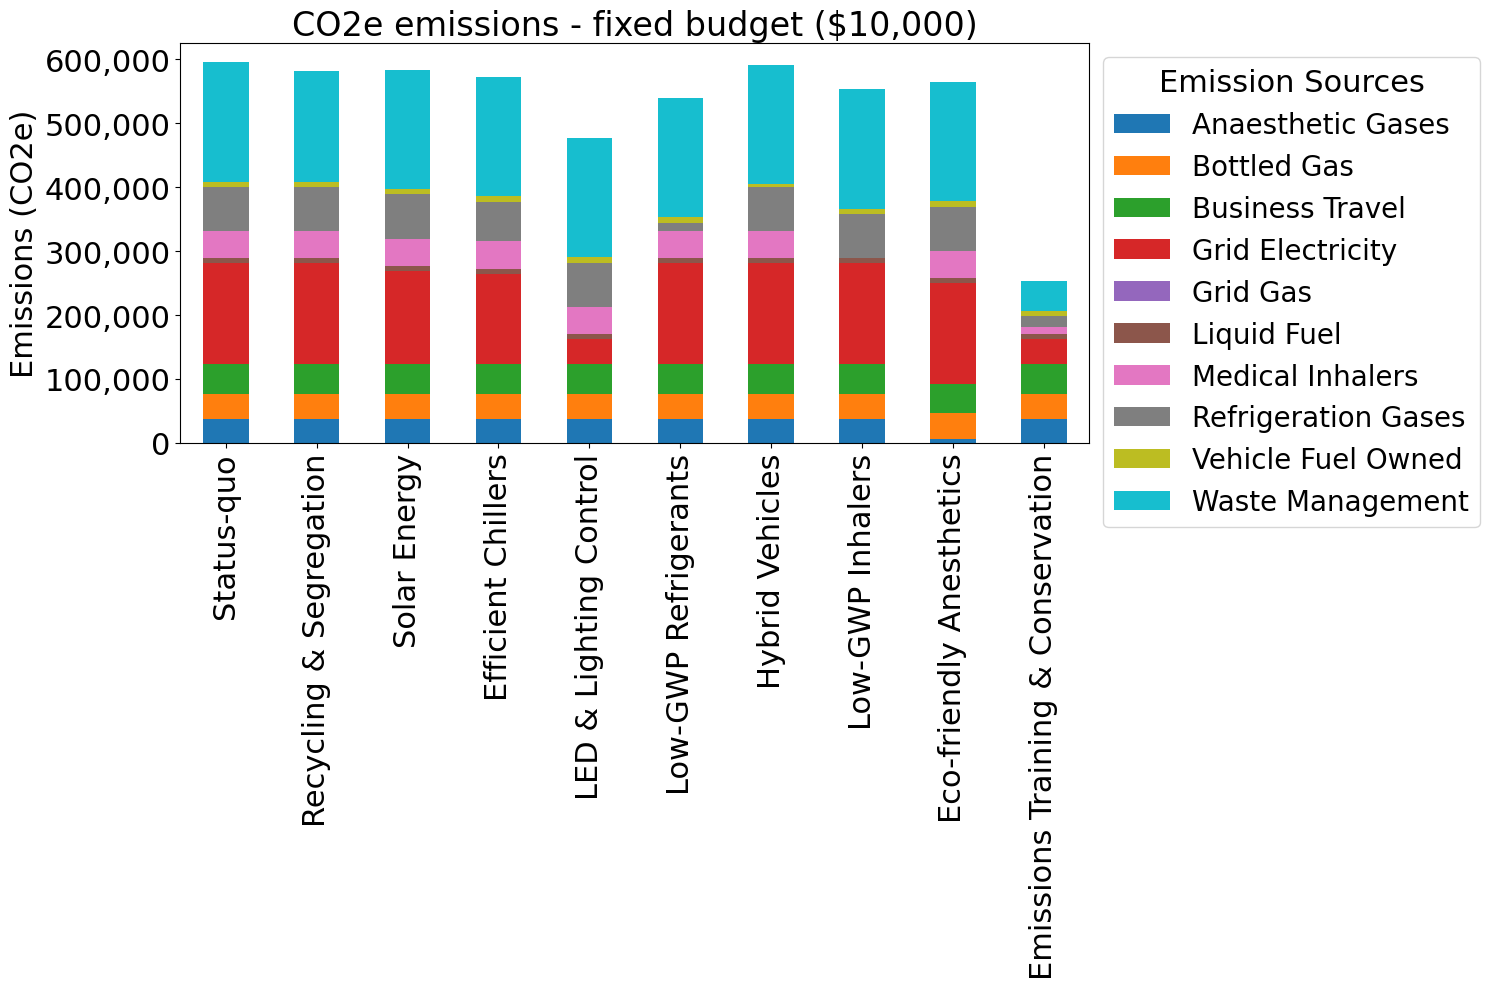 CO2e emissions - fixed budget ($10,000)
Emissions (CO2e)
600,000
500,000
400,000
300,000
200,000
100,000
0
Status-quo
Recycling & Segregation
Solar Energy
Efficient Chillers
LED & Lighting Control
Low-GWP Refrigerants
Hybrid Vehicles
Low-GWP Inhalers
Eco-friendly Anesthetics
Emissions Training & Conservation
Emission Sources
Anaesthetic Gases
Bottled Gas
Business Travel
Grid Electricity
Grid Gas
Liquid Fuel
Medical Inhalers
Refrigeration Gases
Vehicle Fuel Owned
Waste Management